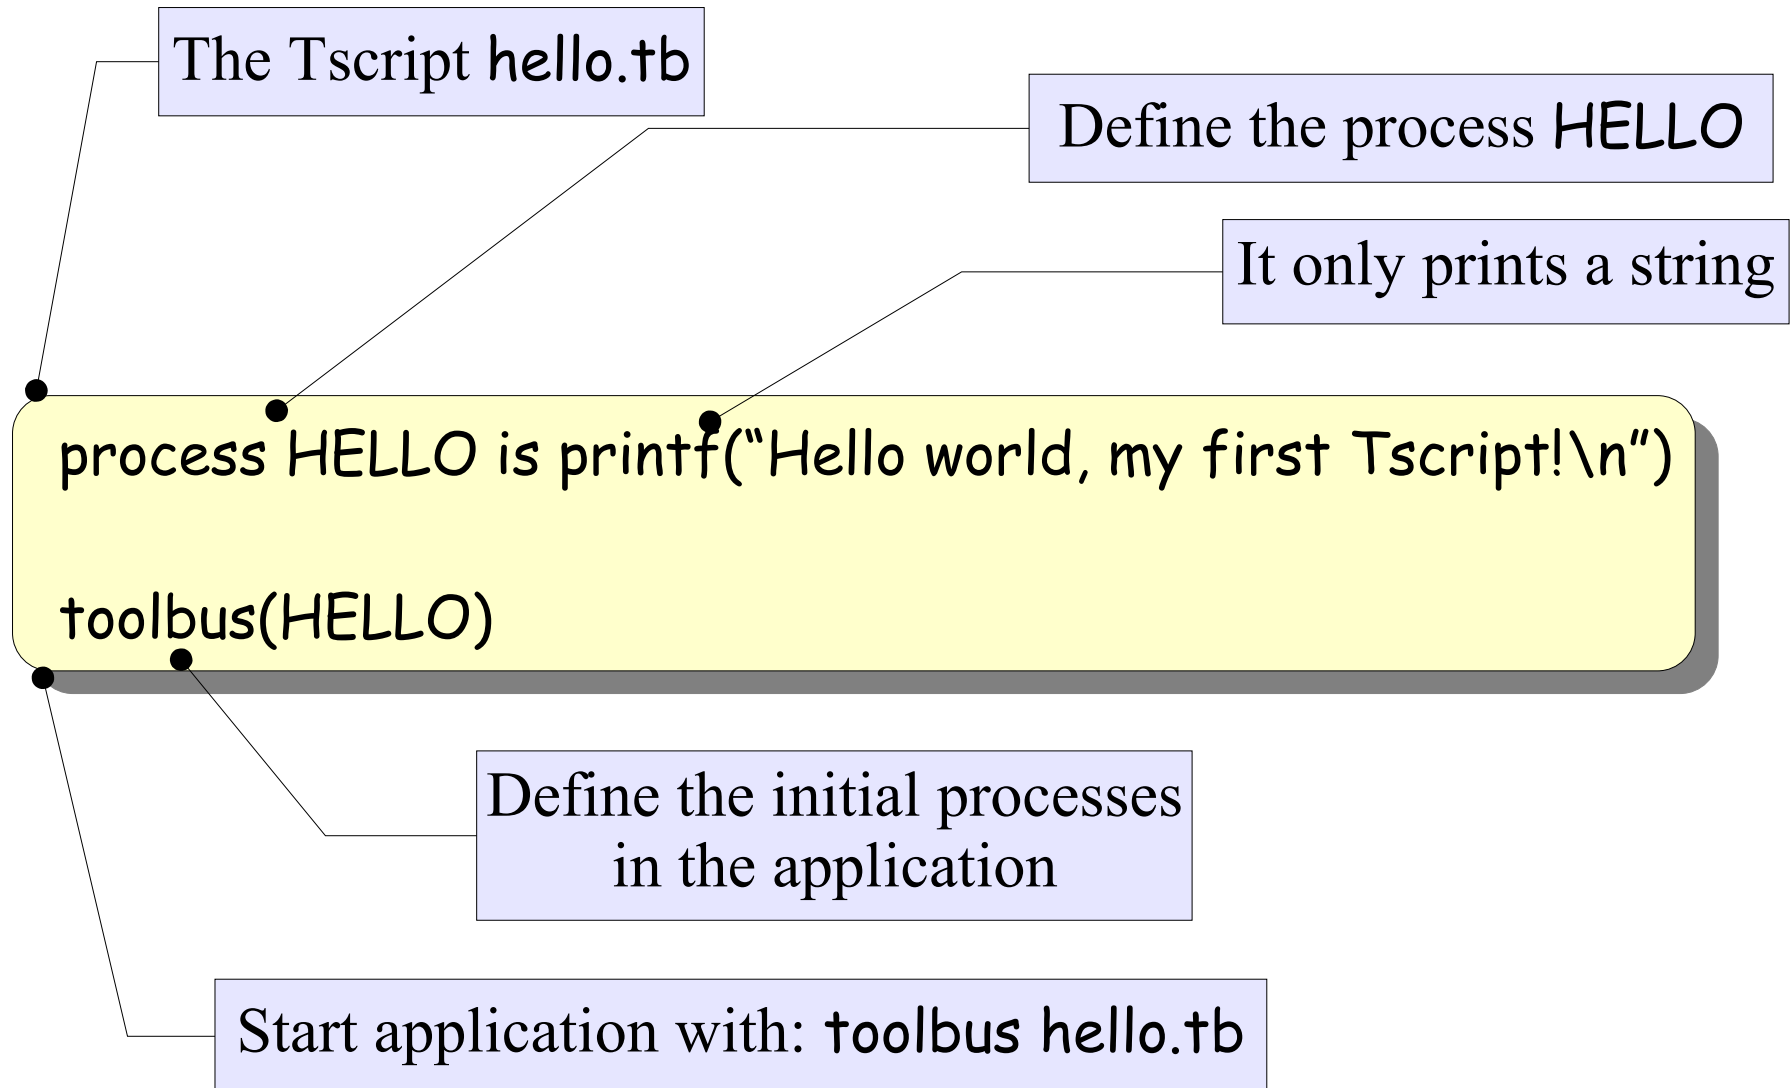 The Tscript hello.tb
Define the process HELLO
It only prints a string
process HELLO is printf(“Hello world, my first Tscript!\n”)
toolbus(HELLO)
Define the initial processes
in the application
Start application with: toolbus hello.tb